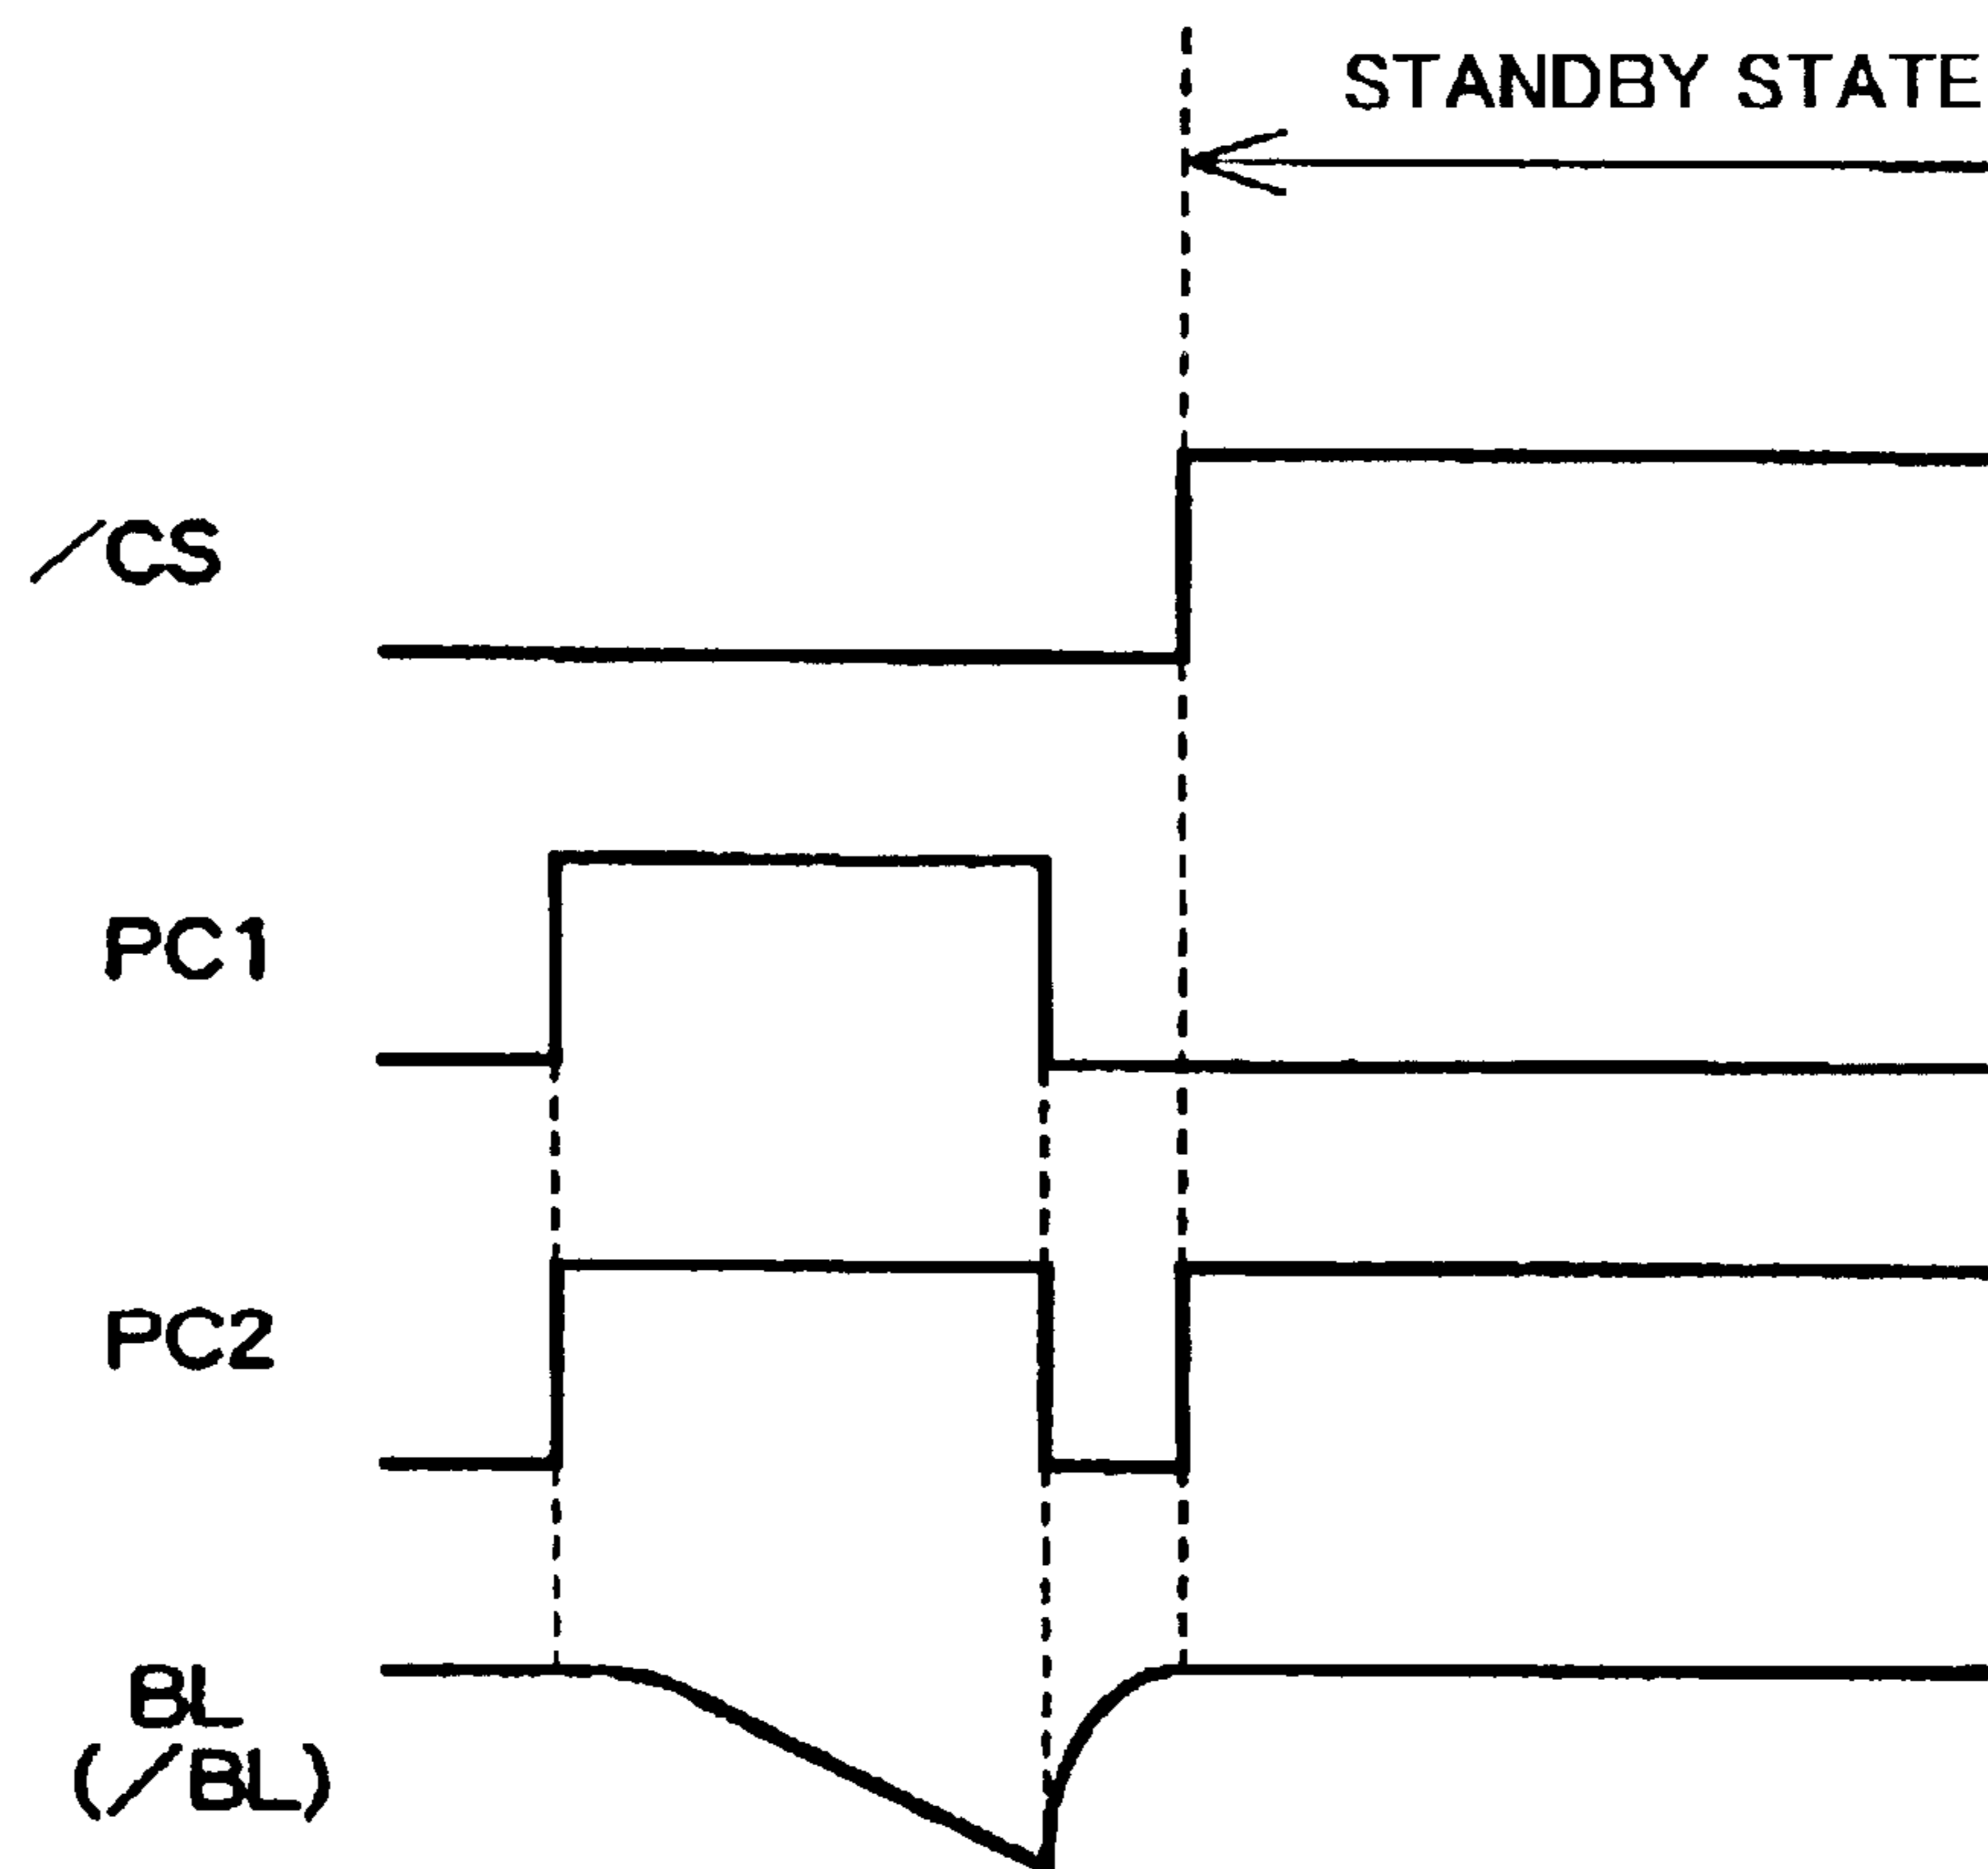 STANDBY STATE
/CS
PC1
PC2
BL
(/BL)